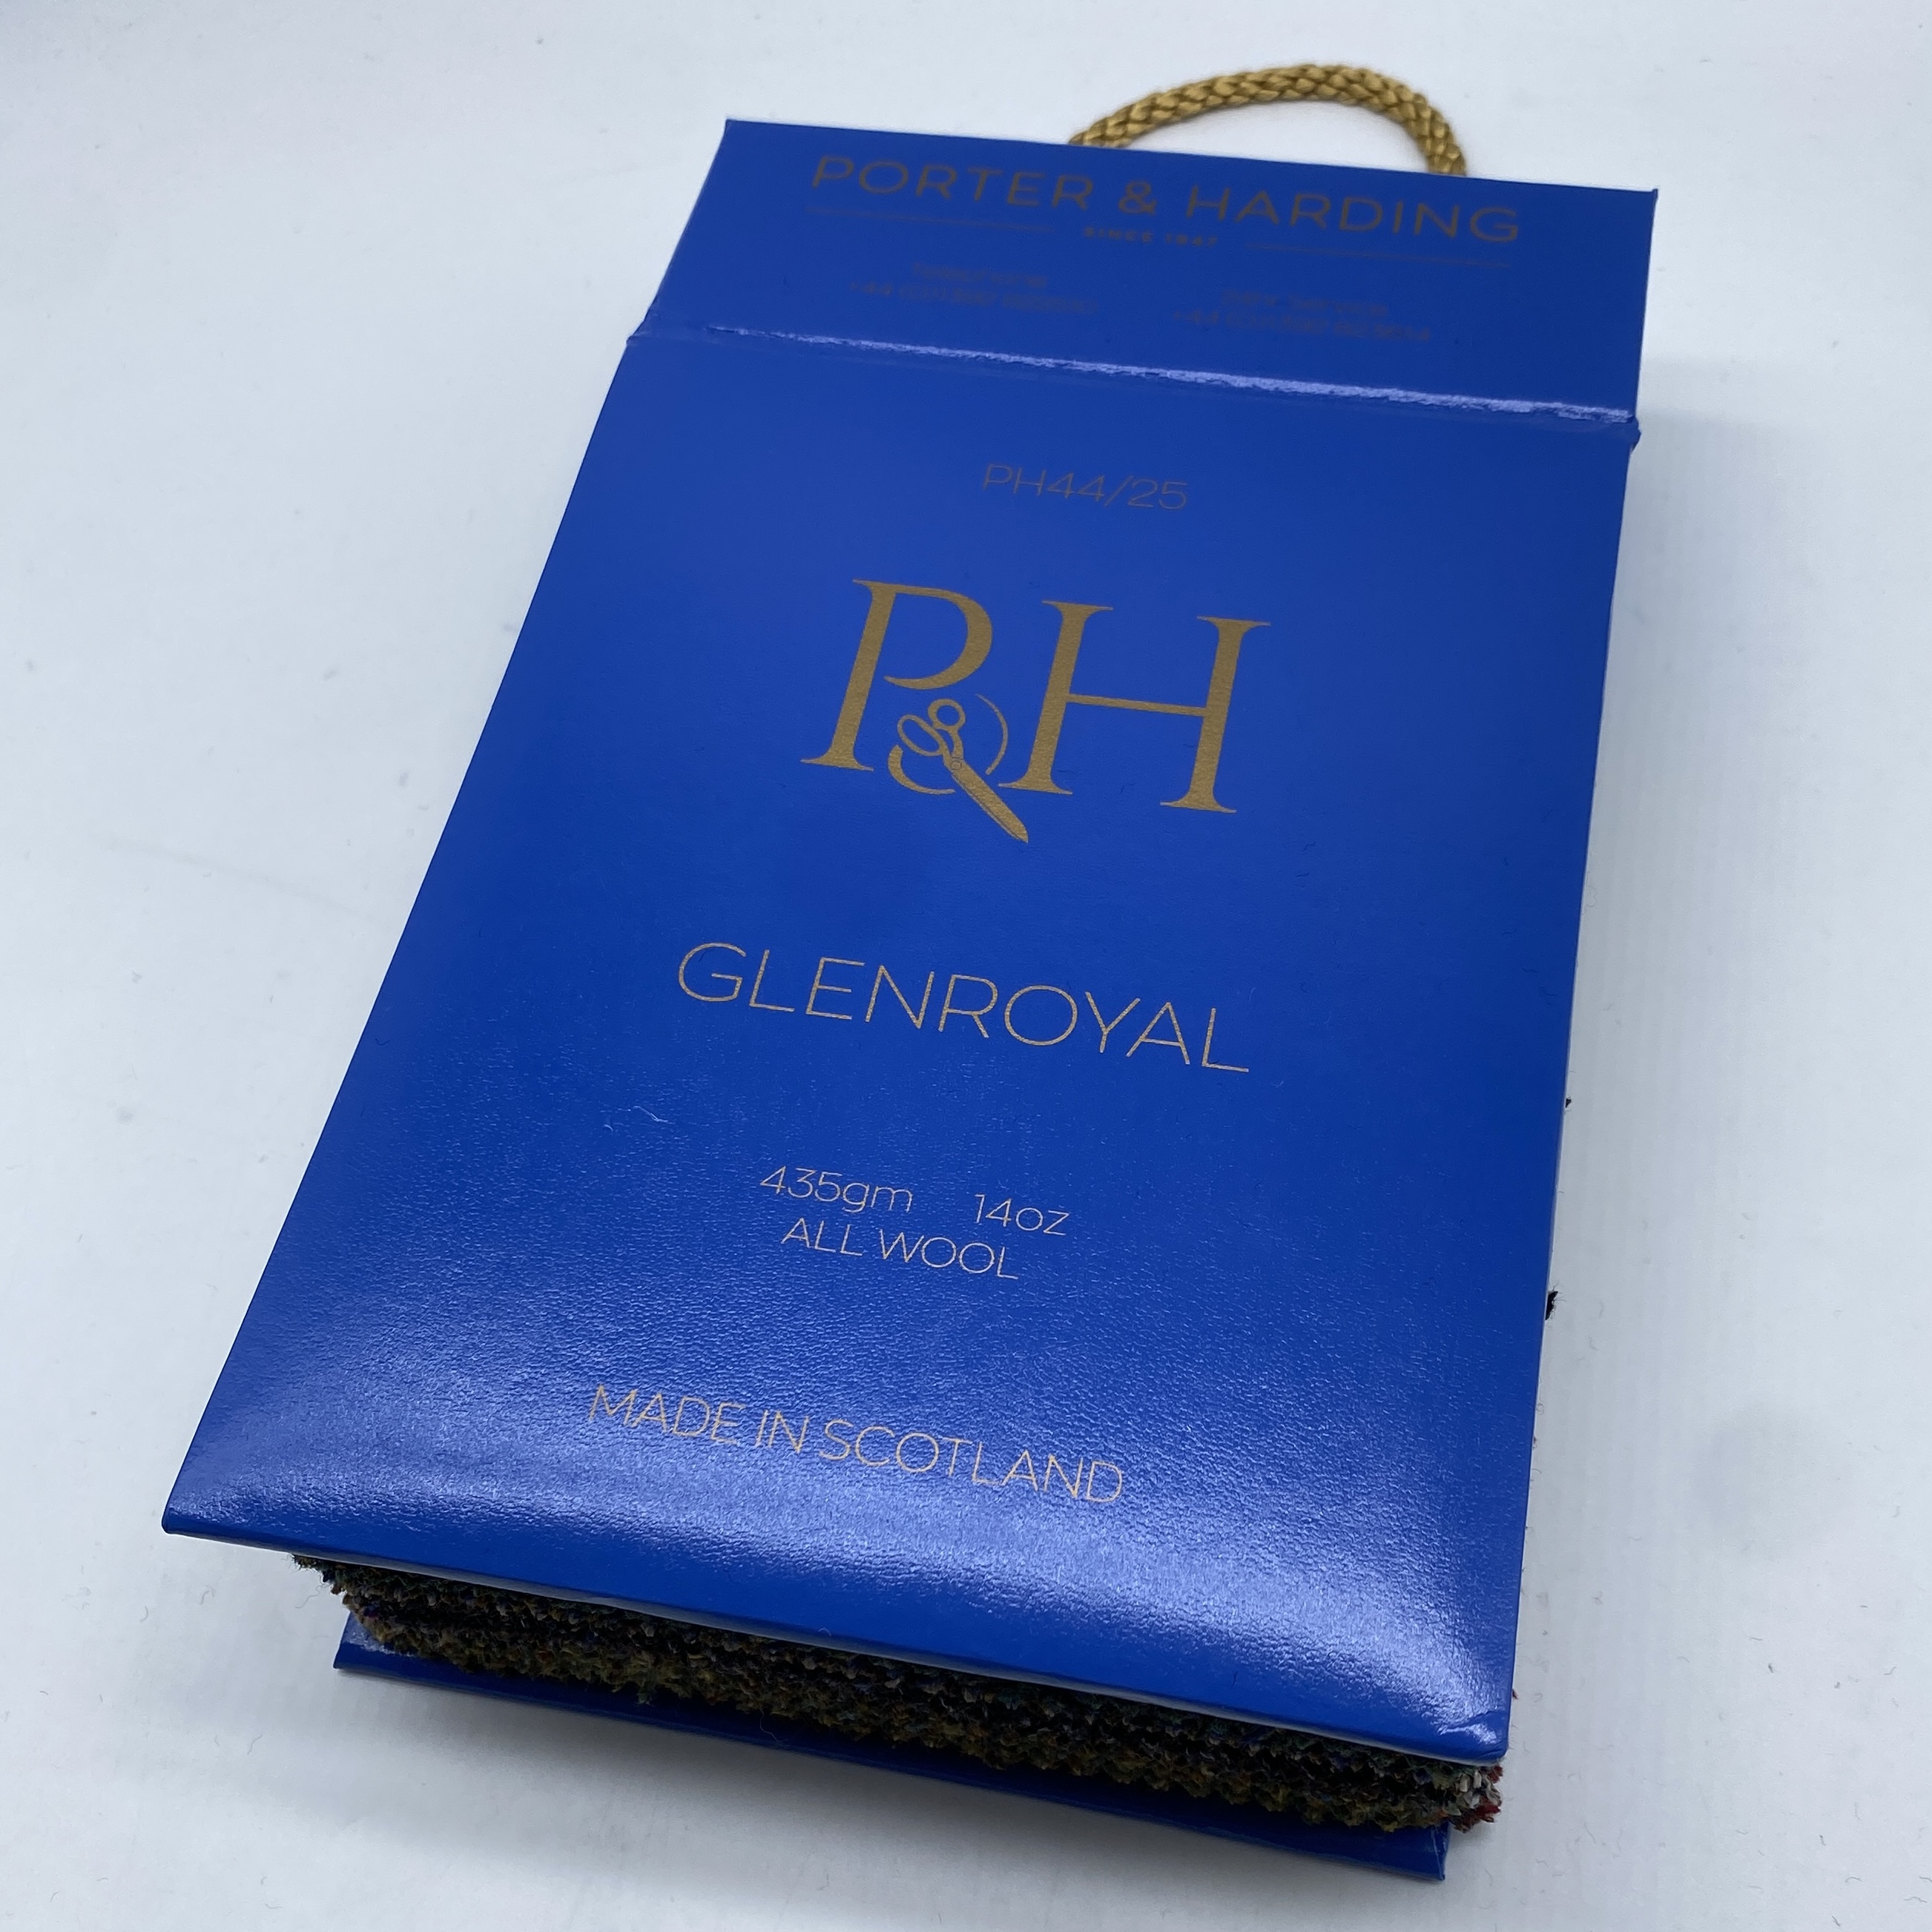 PORTER & HARDING
SINCE 1947
PH44/25
P&H
GLENROYAL
435gm 14oz
ALL WOOL
MADE IN SCOTLAND